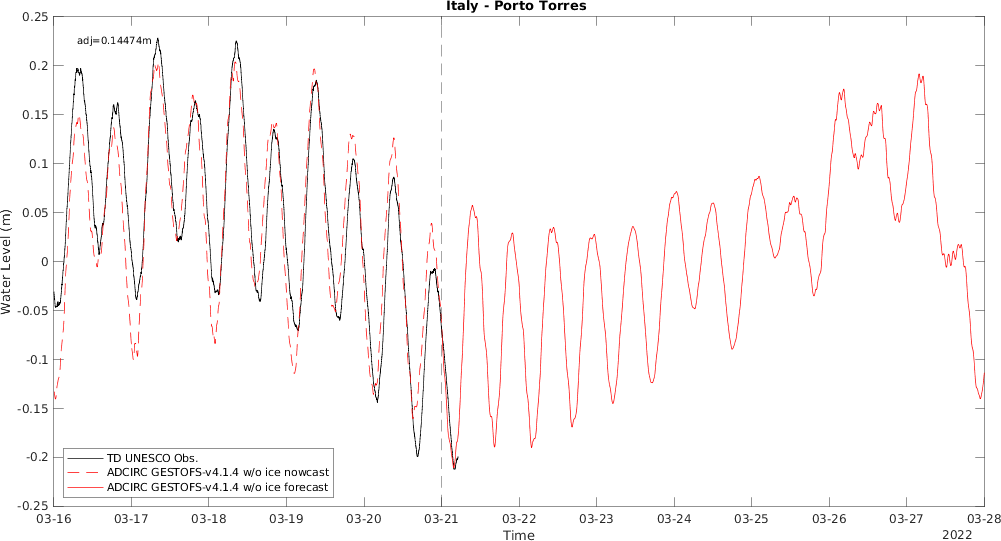 Italy - Porto Torres
adj=0.14474m
0.25
0.2
0.15
0.1
0.05
0
-0.05
-0.1
-0.15
-0.2
-0.25
Water Level (m)
TD UNESCO Obs.
ADCIRC GESTOFS-v4.1.4 w/o ice nowcast
ADCIRC GESTOFS-v4.1.4 w/o ice forecast
03-16 03-17 03-18 03-19 03-20 03-21 03-22 03-23 03-24 03-25 03-26 03-27 03-28
Time
2022